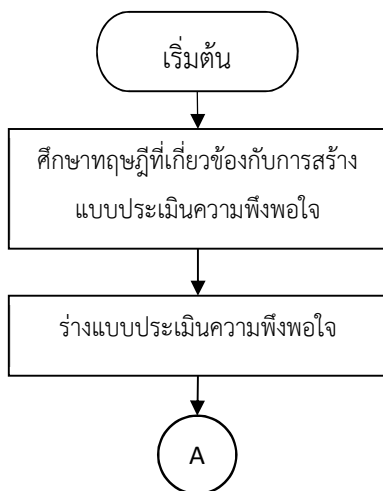 เริ่มต้น
ศึกษาทฤษฎีที่เกี่ยวข้องกับการสร้าง
แบบประเมินความพึงพอใจ
ร่างแบบประเมินความพึงพอใจ
A